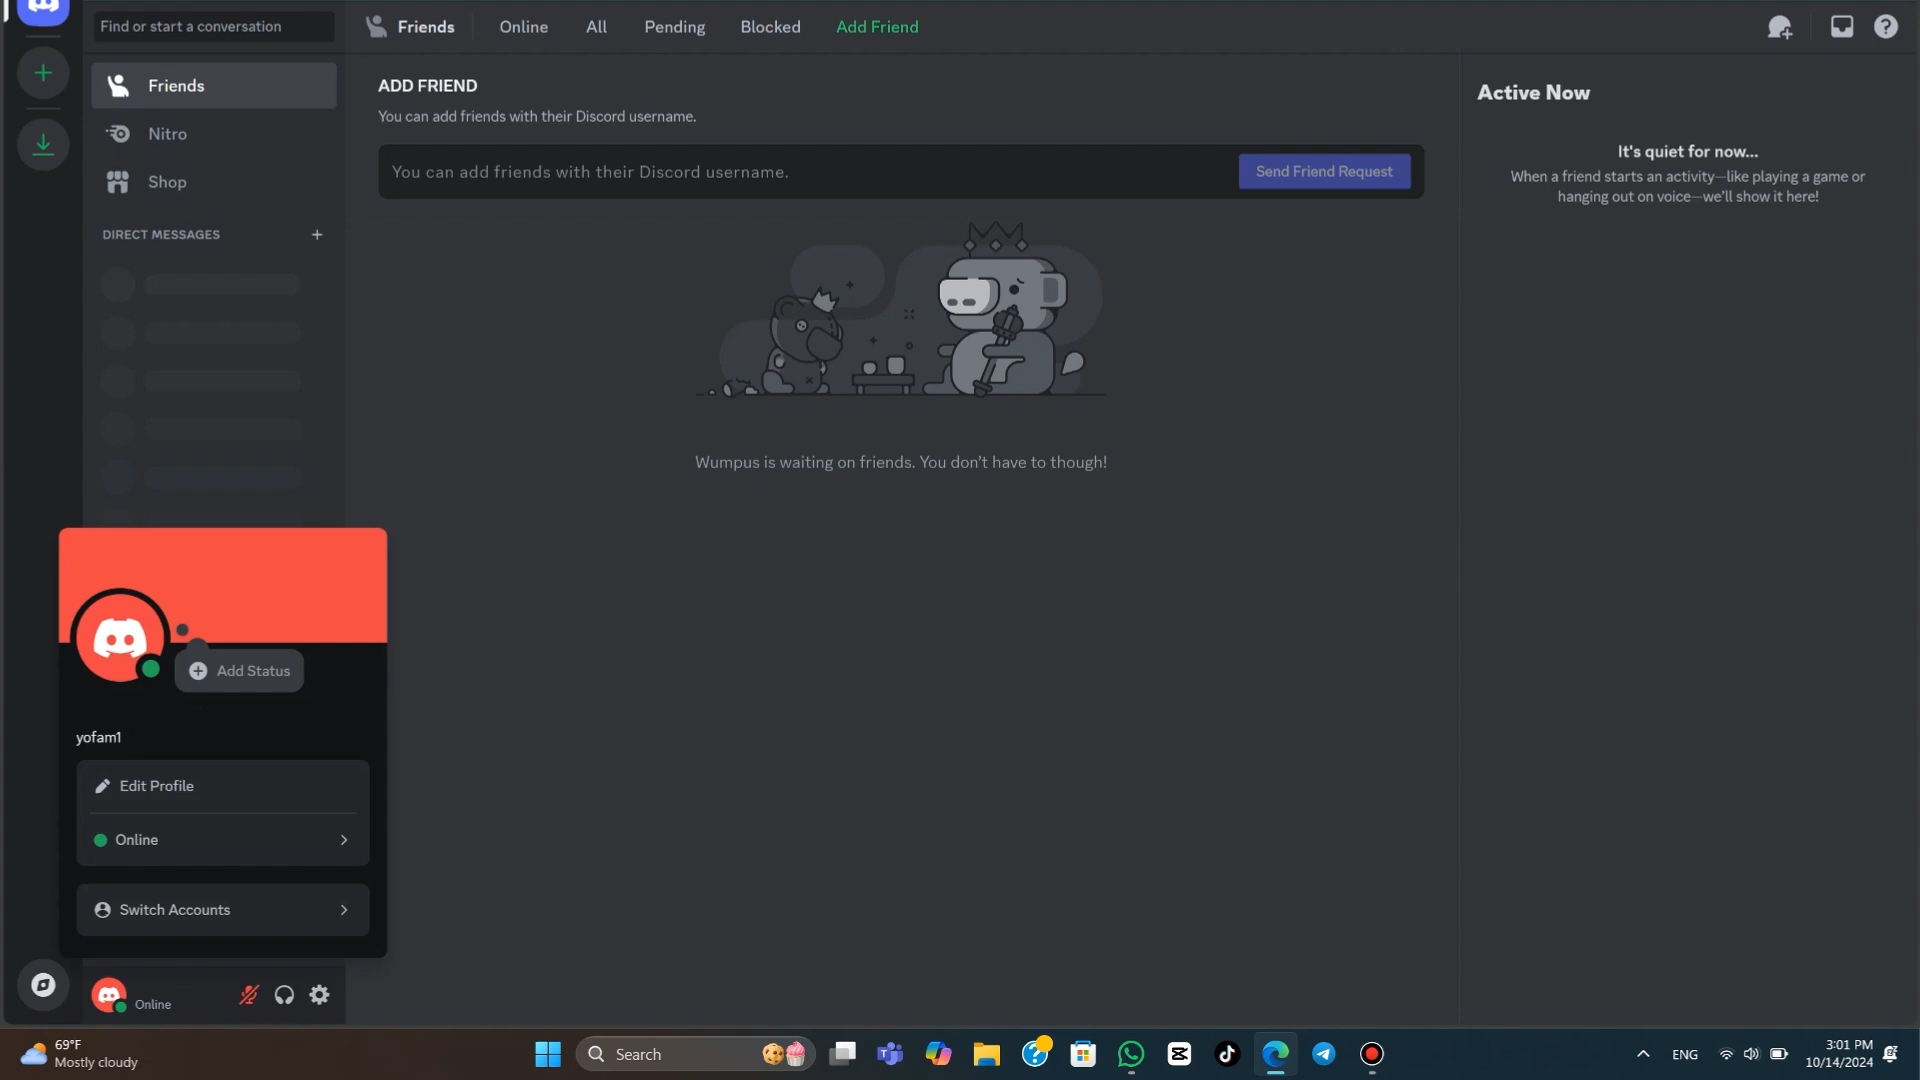 Find or start a conversation
Friends
Online
All
Pending
Blocked
Add Friend
Friends
Nitro
Shop
DIRECT MESSAGES
ADD FRIEND
You can add friends with their Discord username.
You can add friends with their Discord username.
Send Friend Request
Wumpus is waiting on friends. You don't have to though!
Active Now
It's quiet for now...
When a friend starts an activity—like playing a game or
hanging out on voice—we'll show it here!
Add Status
yofam1
Edit Profile
Online
Switch Accounts
Online
69°F
Mostly cloudy
Search
ENG
3:01 PM
10/14/2024